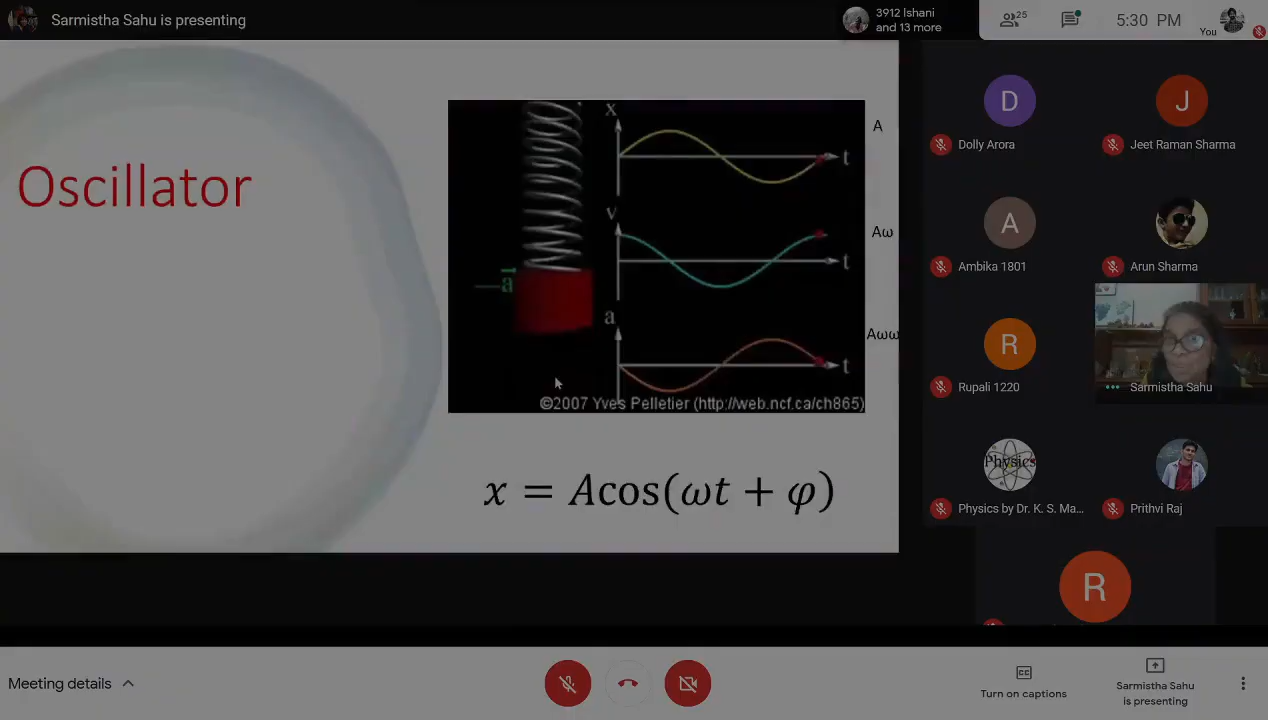 Sarmistha Sahu is presenting
3912 Ishani
and 13 more
25
5:30 PM
You
Oscillator
x
t
A
v
t
Aω
a
a
t
Aωω
©2007 Yves Pelletier (http://web.ncf.ca/ch865)
x = Acos(ωt + φ)
D
Dolly Arora
J
Jeet Raman Sharma
A
Ambika 1801
Arun Sharma
R
Rupali 1220
Sarmistha Sahu
Physics
Physics by Dr. K. S. Ma...
Prithvi Raj
R
Meeting details
CC
Turn on captions
Sarmistha Sahu
is presenting